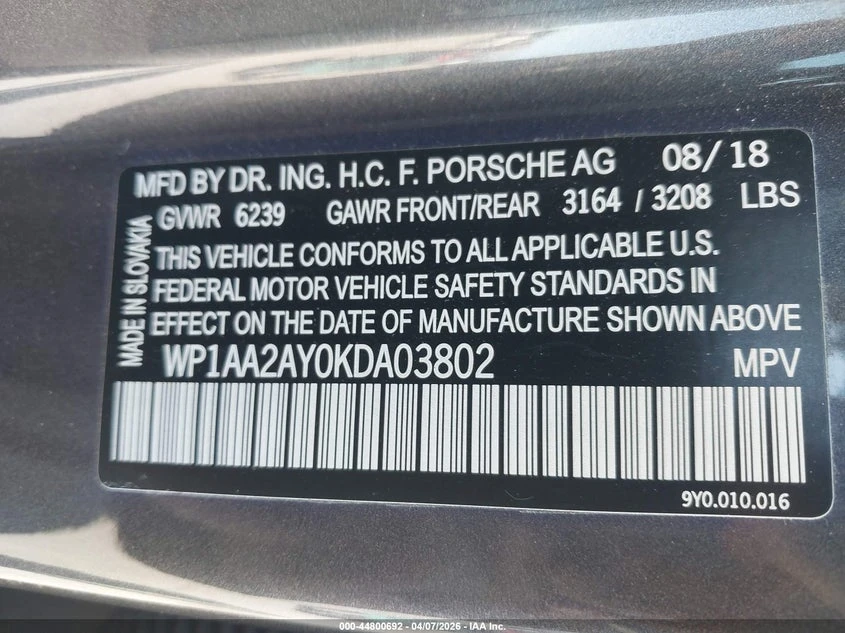 MFD BY DR. ING. H.C. F. PORSCHE AG 08/18
GVWR 6239 GAWR FRONT/REAR 3164 / 3208 LBS
THIS VEHICLE CONFORMS TO ALL APPLICABLE U.S.
FEDERAL MOTOR VEHICLE SAFETY STANDARDS IN
EFFECT ON THE DATE OF MANUFACTURE SHOWN ABOVE
WP1AA2AY0KDA03802 MPV
MADE IN SLOVAKIA
9Y0.010.016
000-44800692 - 04/07/2026 - IAAI Inc.